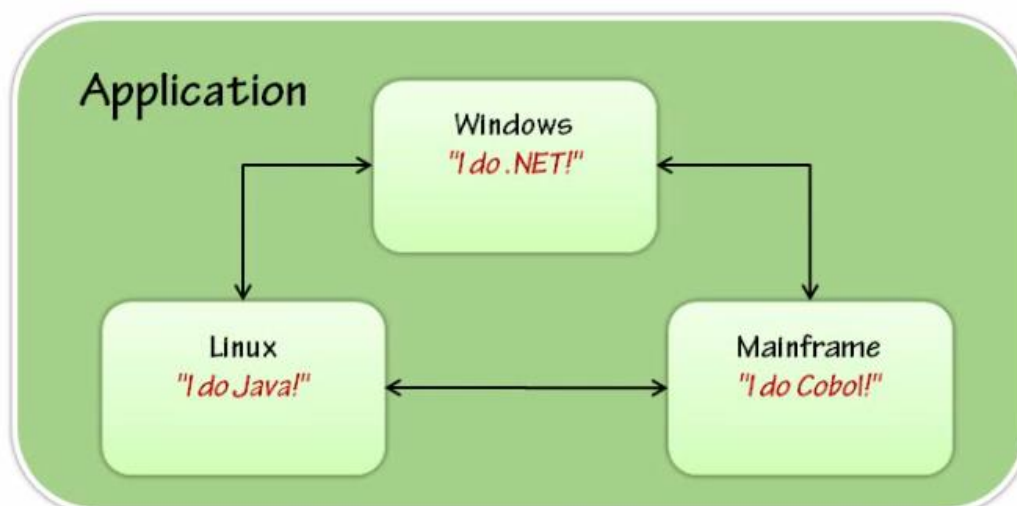 Application
Windows
"I do .NET!"
Linux
"I do Java!"
Mainframe
"I do Cobol!"